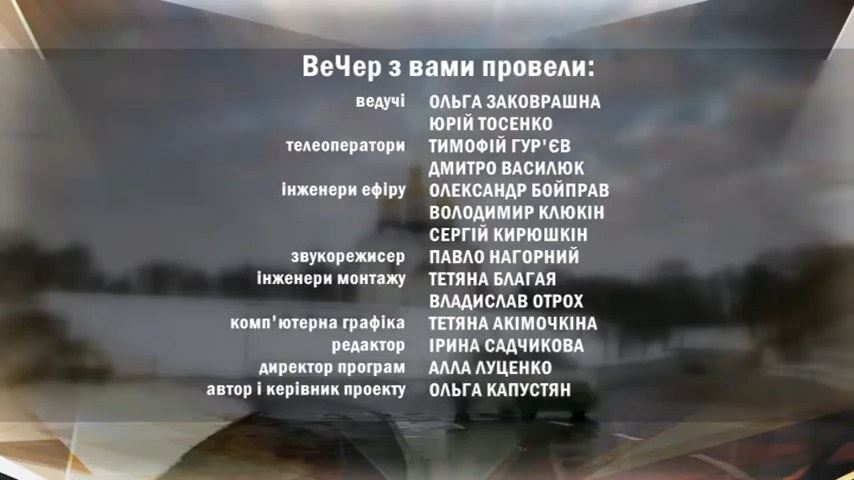 ВеЧер з вами провели:
ведучі ОЛЬГА ЗАКОВРАШНА
ЮРІЙ ТОСЕНКО
телеоператори ТИМОФІЙ ГУР'ЄВ
ДМИТРО ВАСИЛЮК
інженери ефіру ОЛЕКСАНДР БОЙПРАВ
ВОЛОДИМИР КЛЮКІН
СЕРГІЙ КИРЮШКІН
звукорежисер ПАВЛО НАГОРНИЙ
інженери монтажу ТЕТЯНА БЛАГАЯ
ВЛАДИСЛАВ ОТРОХ
комп'ютерна графіка ТЕТЯНА АКІМОЧКІНА
редактор ІРИНА САДЧИКОВА
директор програм АЛЛА ЛУЦЕНКО
автор і керівник проекту ОЛЬГА КАПУСТЯН